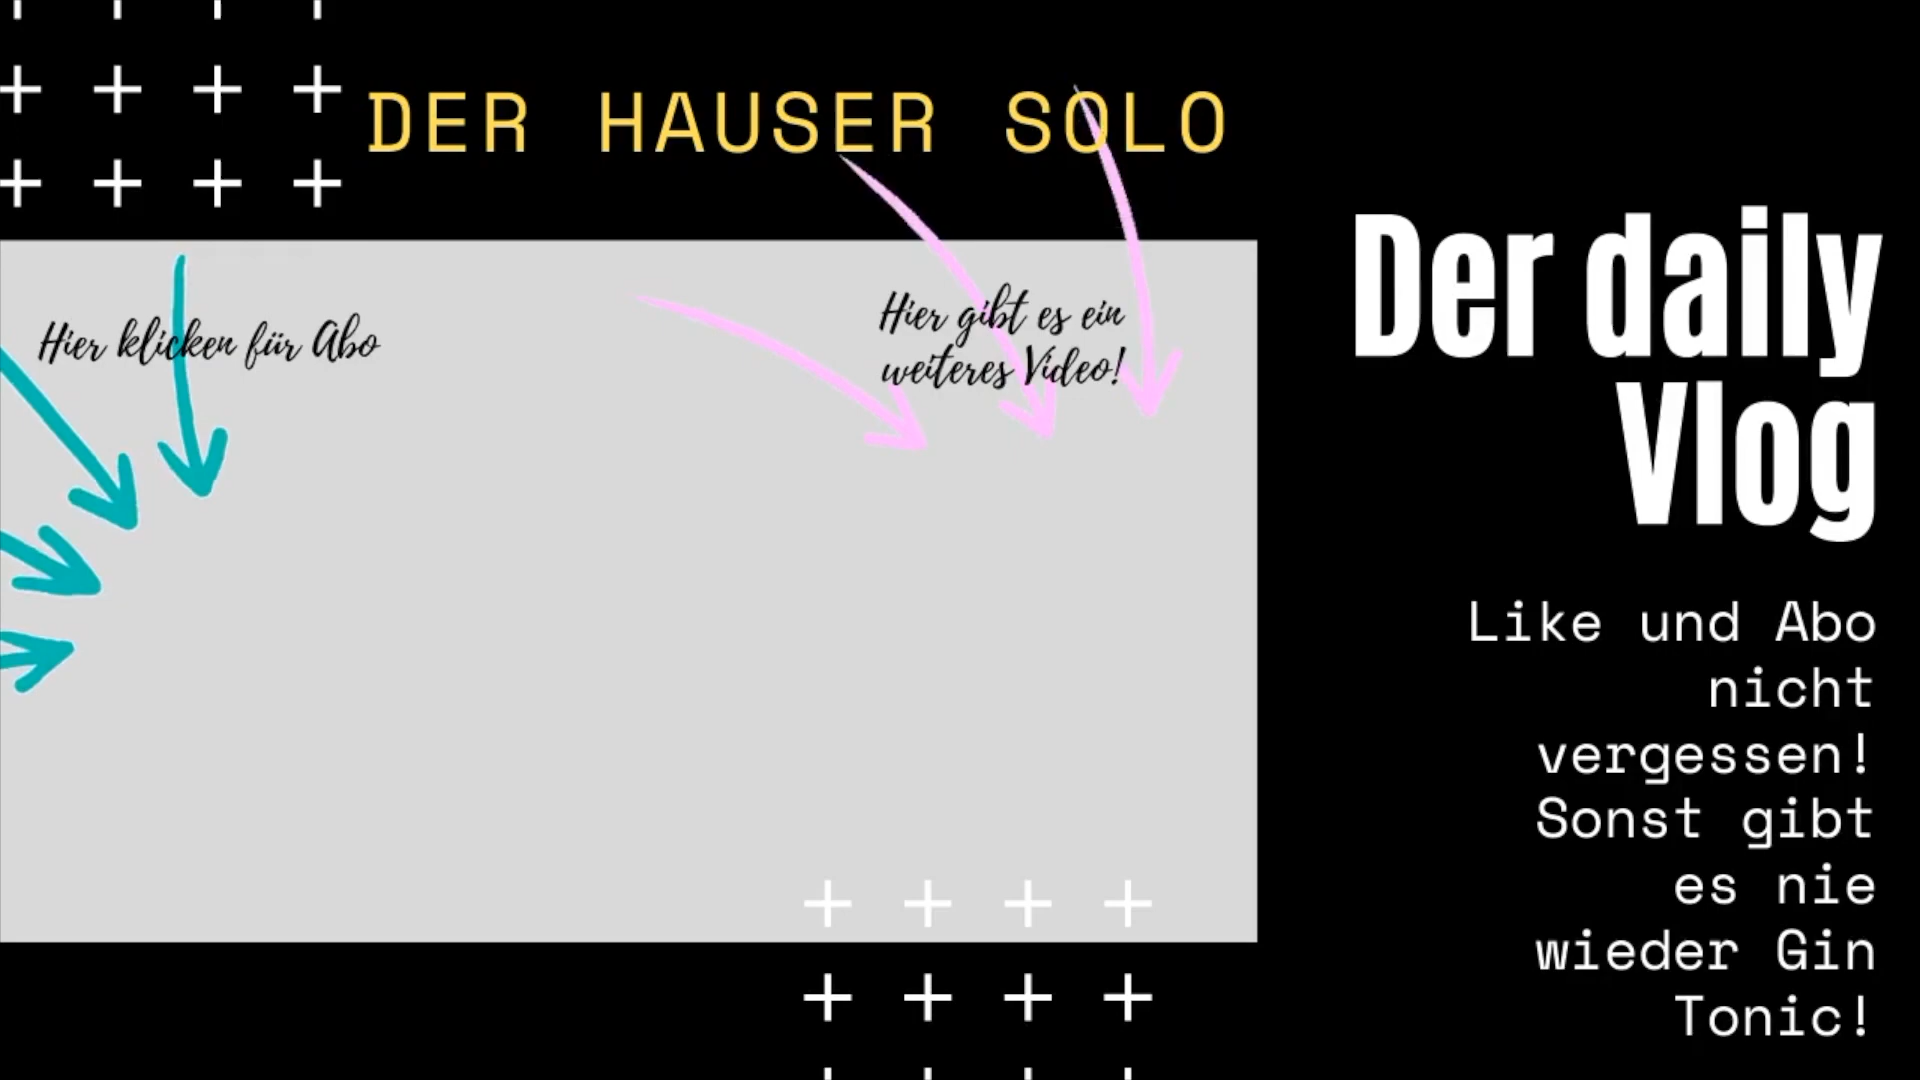 DER HAUSER SOLO
Hier klicken für Abo
Hier gibt es ein
weiteres Video!
Der daily
Vlog
Like und Abo
nicht
vergessen!
Sonst gibt
es nie
wieder Gin
Tonic!